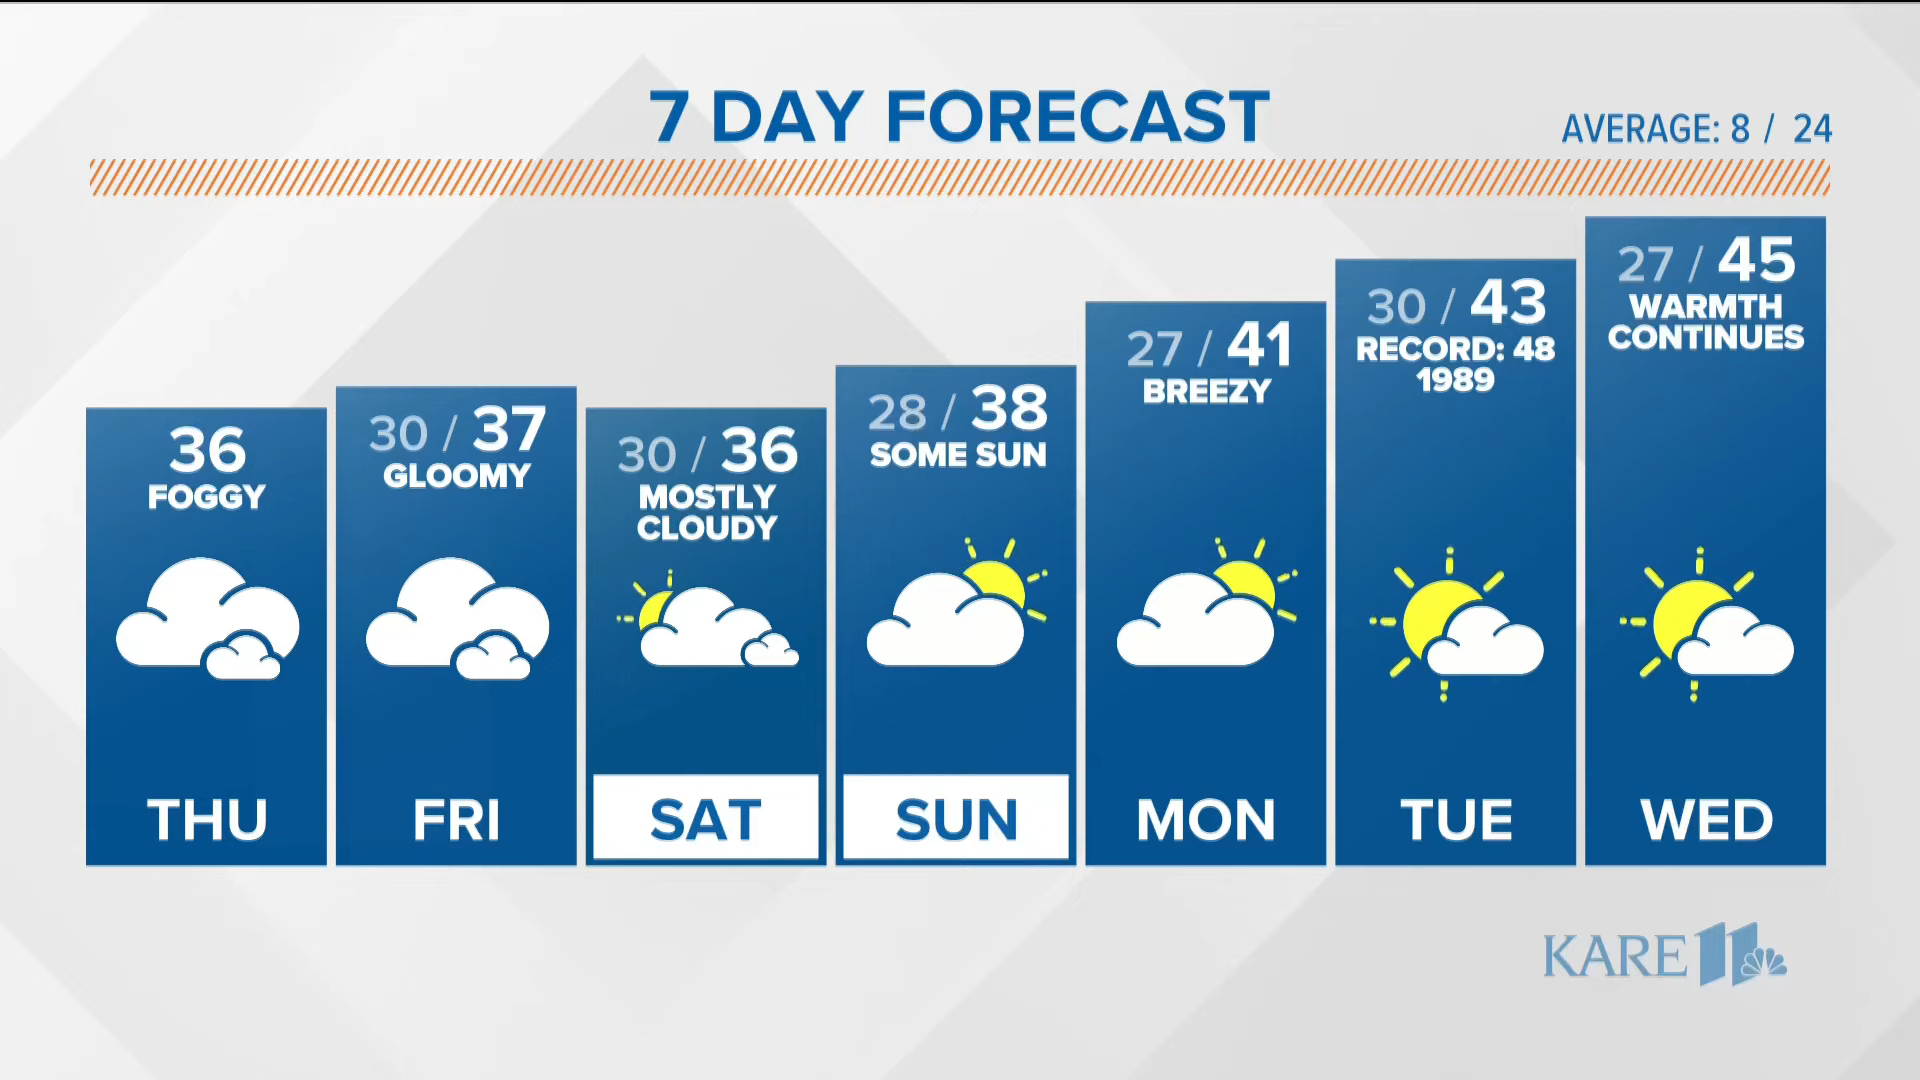 7 DAY FORECAST
AVERAGE: 8 / 24
36
FOGGY
THU
30 / 37
GLOOMY
FRI
30 / 36
MOSTLY
CLOUDY
SAT
28 / 38
SOME SUN
SUN
27 / 41
BREEZY
MON
30 / 43
RECORD: 48
1989
TUE
27 / 45
WARMTH
CONTINUES
WED
KARE 11